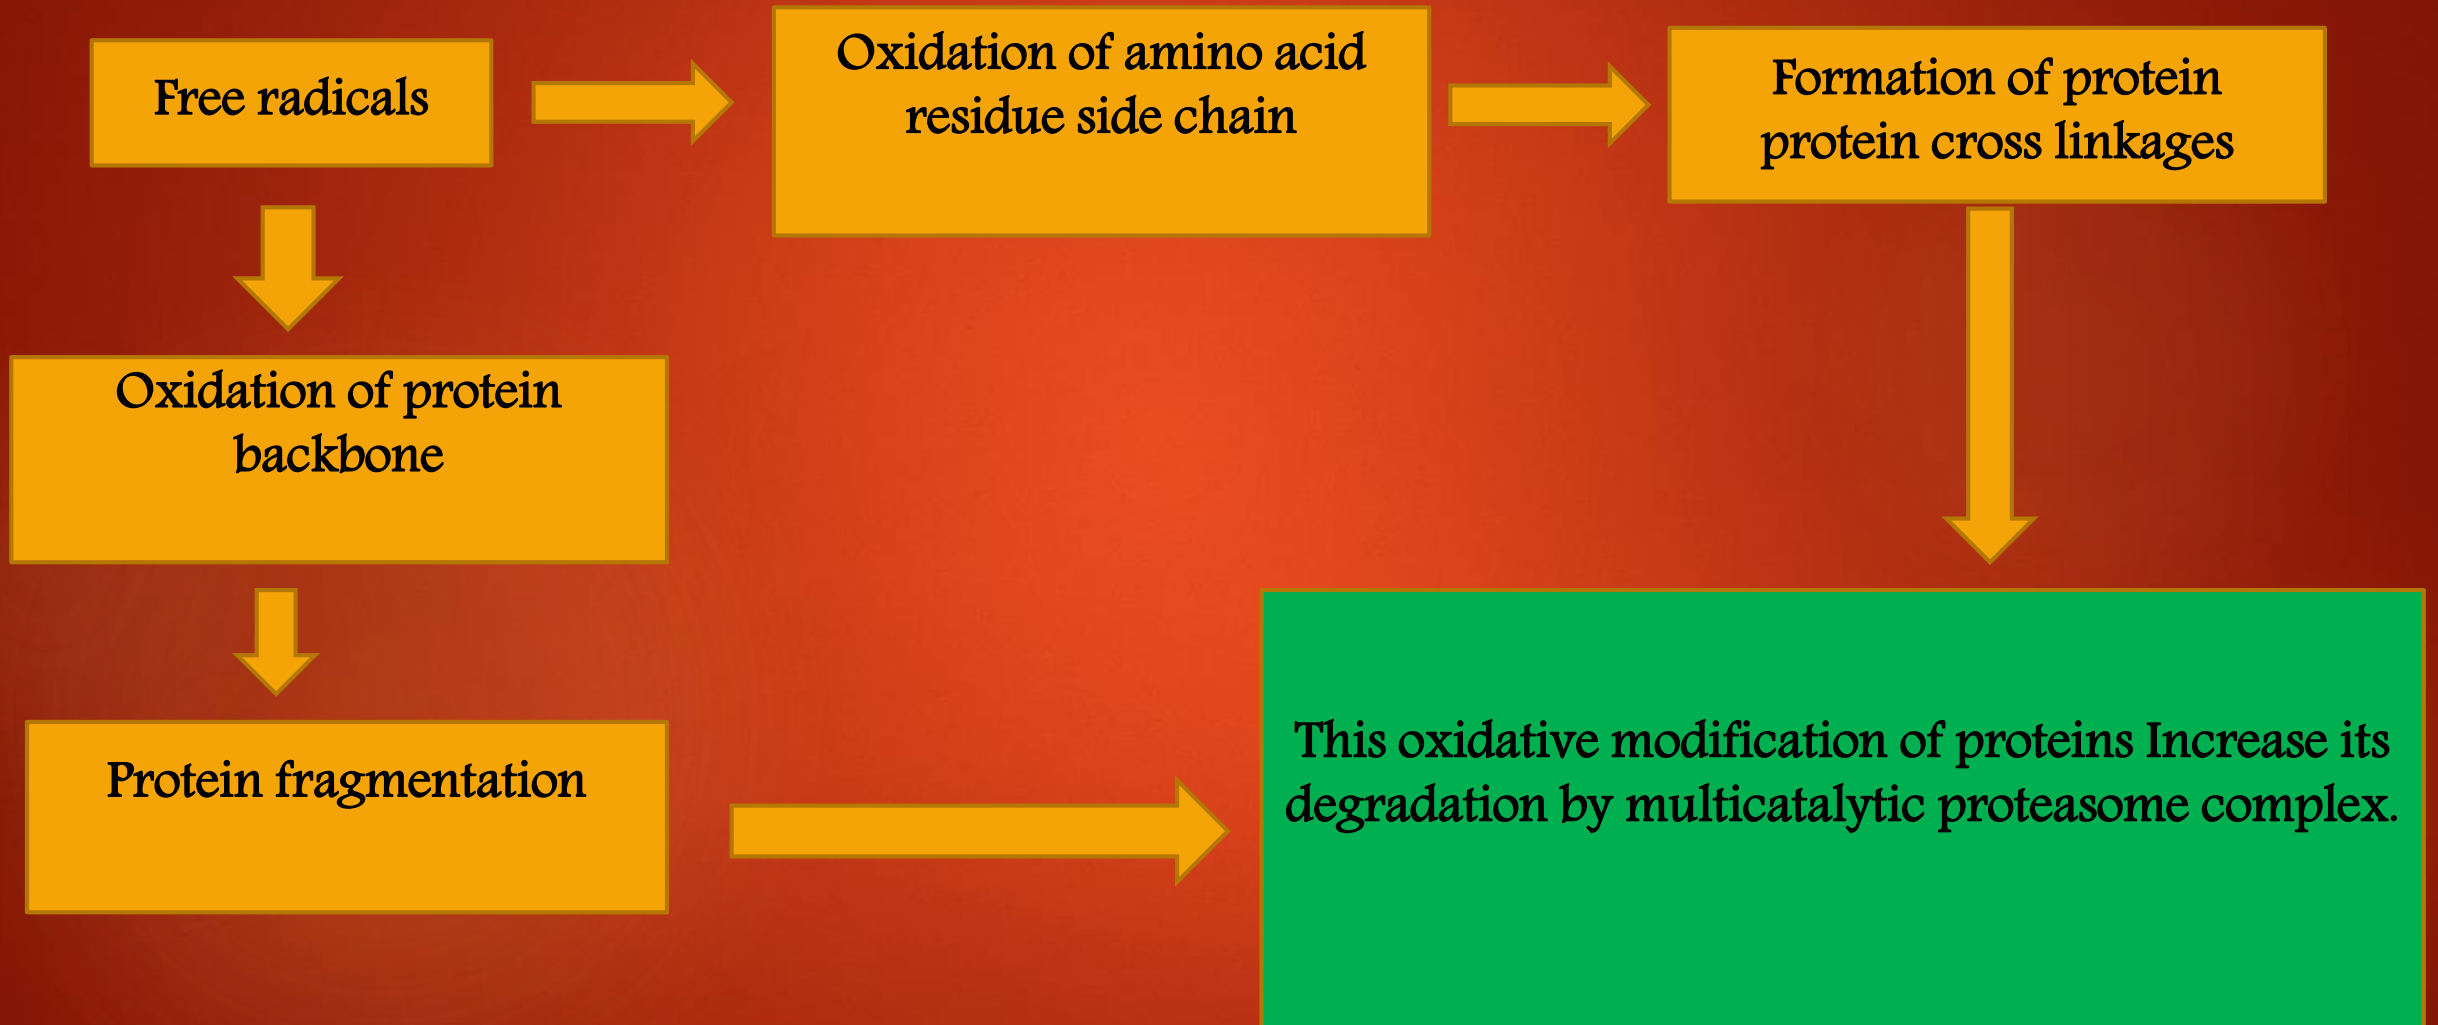 Free radicals
Oxidation of amino acid
residue side chain
Formation of protein
protein cross linkages
Oxidation of protein
backbone
Protein fragmentation
This oxidative modification of proteins Increase its
degradation by multicatalytic proteasome complex.